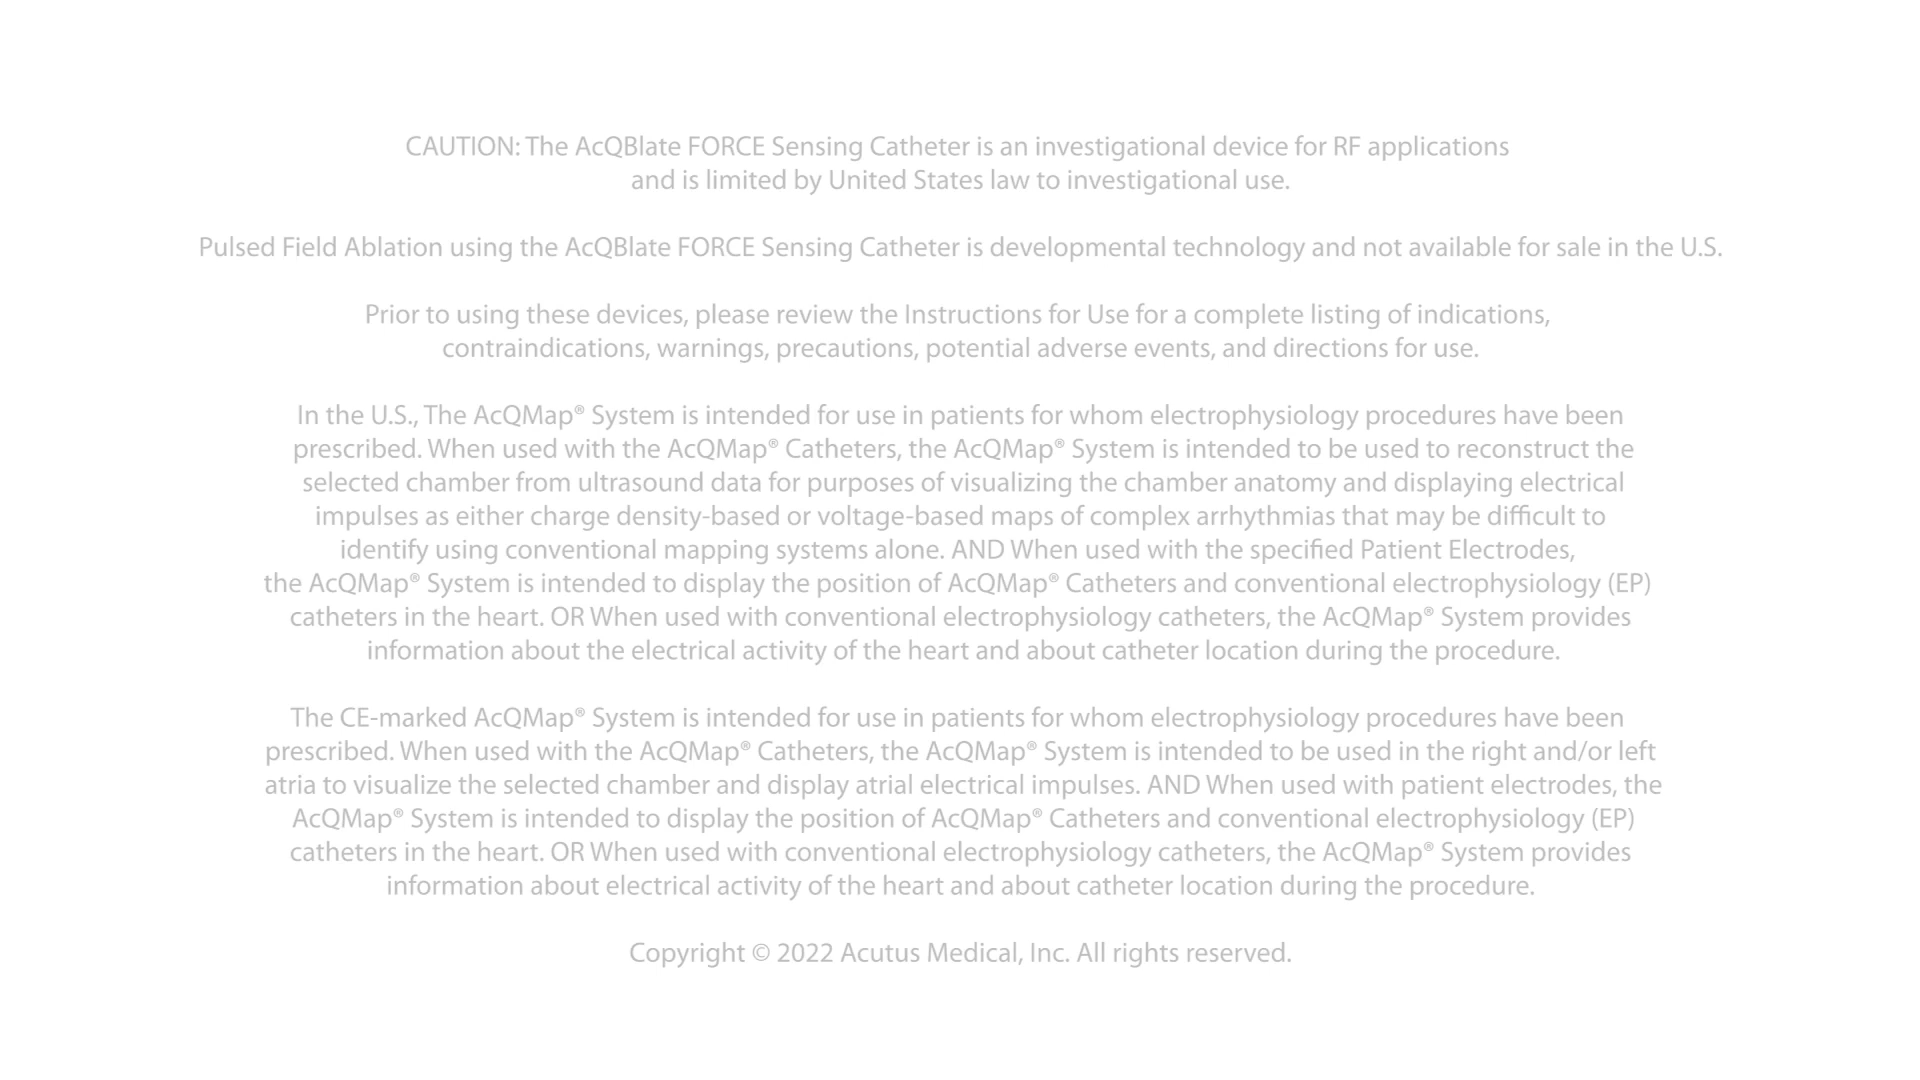 CAUTION: The AcQBlate FORCE Sensing Catheter is an investigational device for RF applications
and is limited by United States law to investigational use.
Pulsed Field Ablation using the AcQBlate FORCE Sensing Catheter is developmental technology and not available for sale in the U.S.
Prior to using these devices, please review the Instructions for Use for a complete listing of indications,
contraindications, warnings, precautions, potential adverse events, and directions for use.
In the U.S., The AcQMap® System is intended for use in patients for whom electrophysiology procedures have been
prescribed. When used with the AcQMap® Catheters, the AcQMap® System is intended to be used to reconstruct the
selected chamber from ultrasound data for purposes of visualizing the chamber anatomy and displaying electrical
impulses as either charge density-based or voltage-based maps of complex arrhythmias that may be difficult to
identify using conventional mapping systems alone. AND When used with the specified Patient Electrodes,
the AcQMap® System is intended to display the position of AcQMap® Catheters and conventional electrophysiology (EP)
catheters in the heart. OR When used with conventional electrophysiology catheters, the AcQMap® System provides
information about the electrical activity of the heart and about catheter location during the procedure.
The CE-marked AcQMap® System is intended for use in patients for whom electrophysiology procedures have been
prescribed. When used with the AcQMap® Catheters, the AcQMap® System is intended to be used in the right and/or left
atria to visualize the selected chamber and display atrial electrical impulses. AND When used with patient electrodes, the
AcQMap® System is intended to display the position of AcQMap® Catheters and conventional electrophysiology (EP)
catheters in the heart. OR When used with conventional electrophysiology catheters, the AcQMap® System provides
information about electrical activity of the heart and about catheter location during the procedure.
Copyright © 2022 Acutus Medical, Inc. All rights reserved.